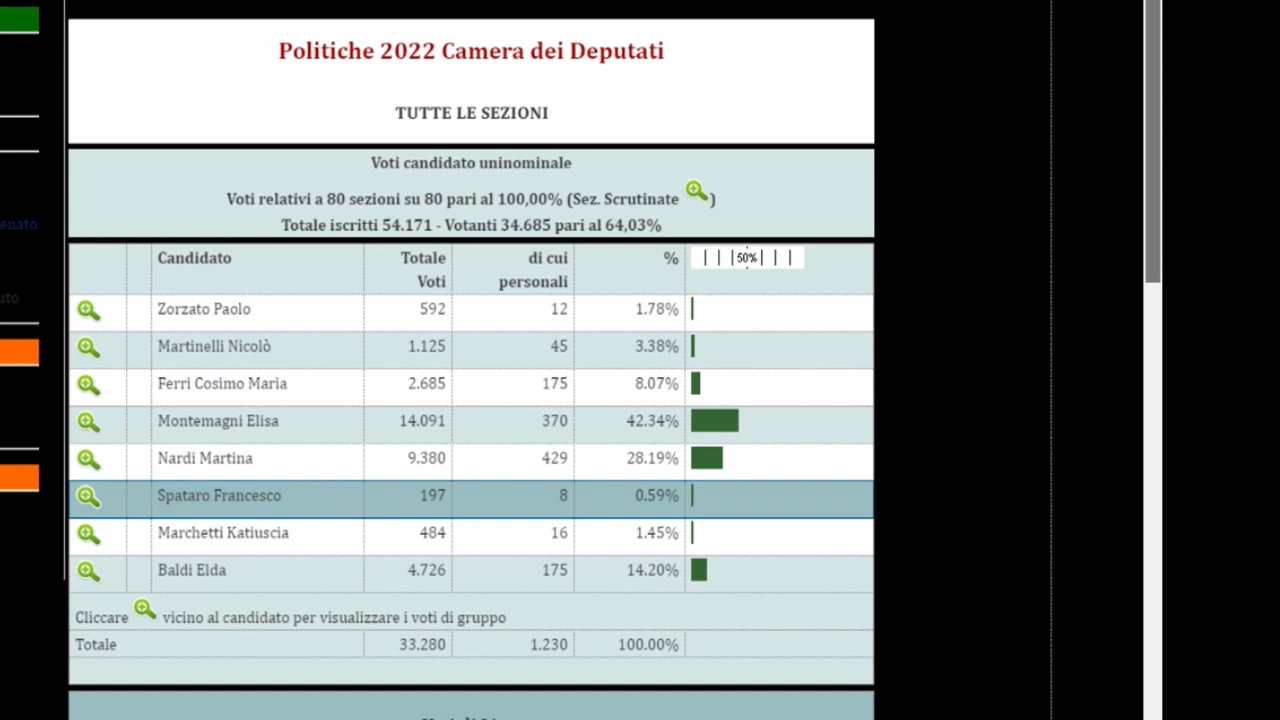 Politiche 2022 Camera dei Deputati
TUTTE LE SEZIONI
Voti candidato uninominale
Voti relativi a 80 sezioni su 80 pari al 100,00% (Sez. Scrutinate )
Totale iscritti 54.171 - Votanti 34.685 pari al 64,03%
Candidato Totale Voti di cui personali % 50%
Zorzato Paolo 592 12 1.78%
Martinelli Nicolò 1.125 45 3.38%
Ferri Cosimo Maria 2.685 175 8.07%
Montemagni Elisa 14.091 370 42.34%
Nardi Martina 9.380 429 28.19%
Spataro Francesco 197 8 0.59%
Marchetti Katiuscia 484 16 1.45%
Baldi Elda 4.726 175 14.20%
Cliccare vicino al candidato per visualizzare i voti di gruppo
Totale 33.280 1.230 100.00%
enato
uto